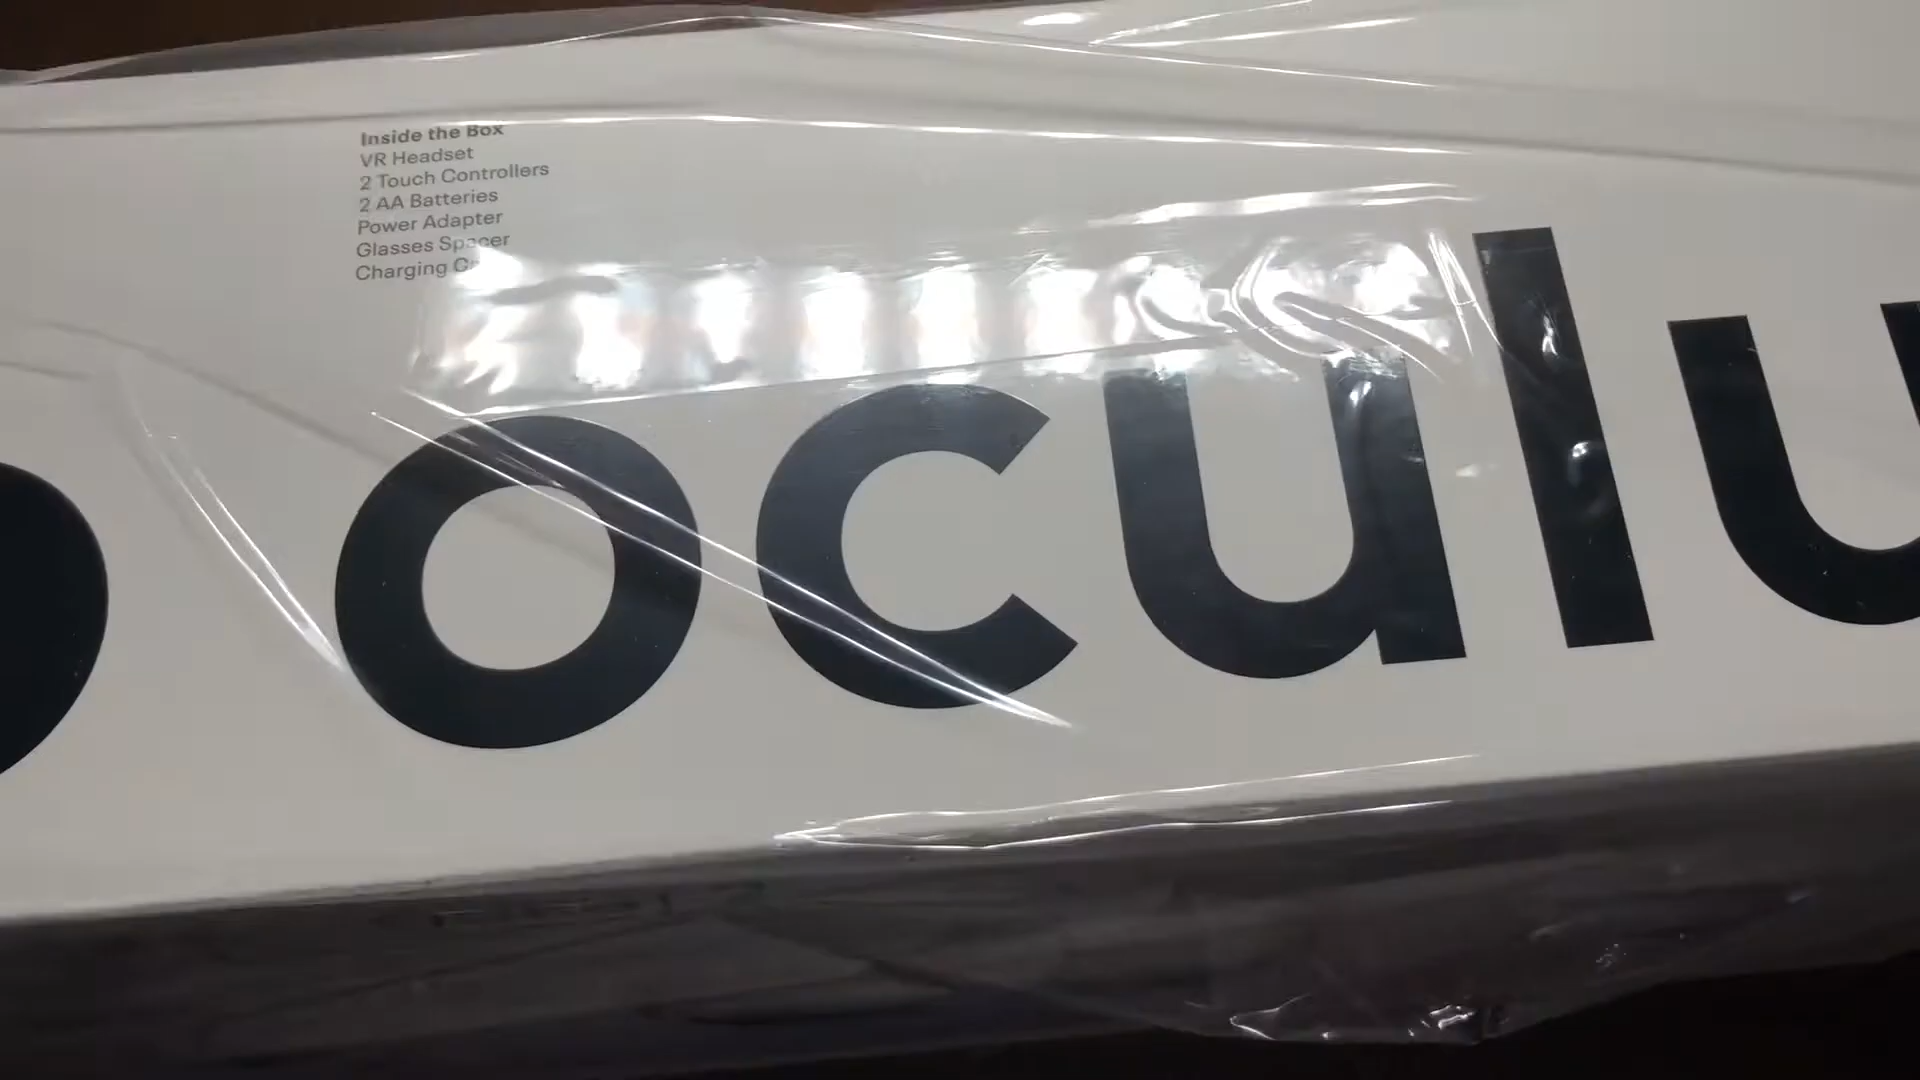 Inside the Box
VR Headset
2 Touch Controllers
2 AA Batteries
Power Adapter
Glasses Spacer
Charging
oculu